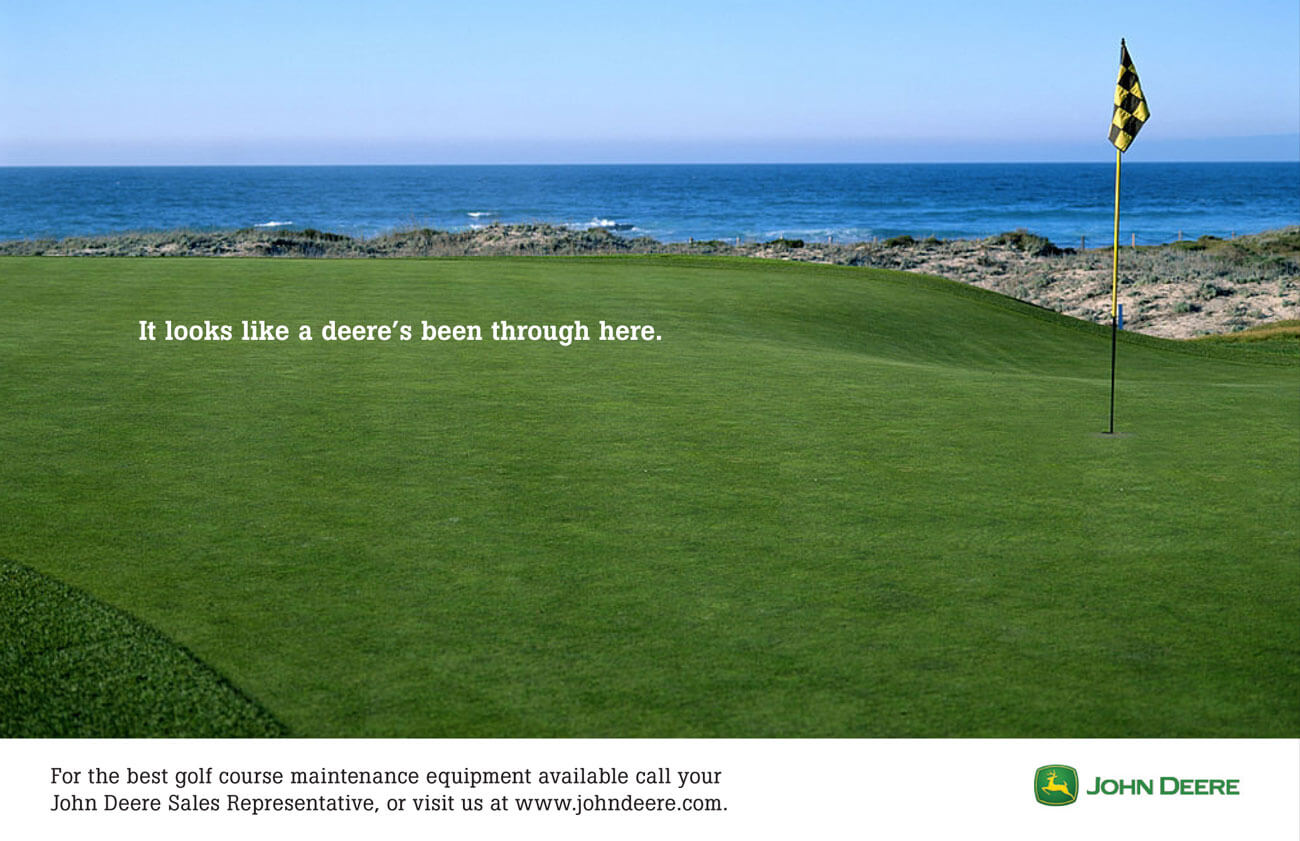 It looks like a deere’s been through here.
For the best golf course maintenance equipment available call your
John Deere Sales Representative, or visit us at www.johndeere.com.
JOHN DEERE